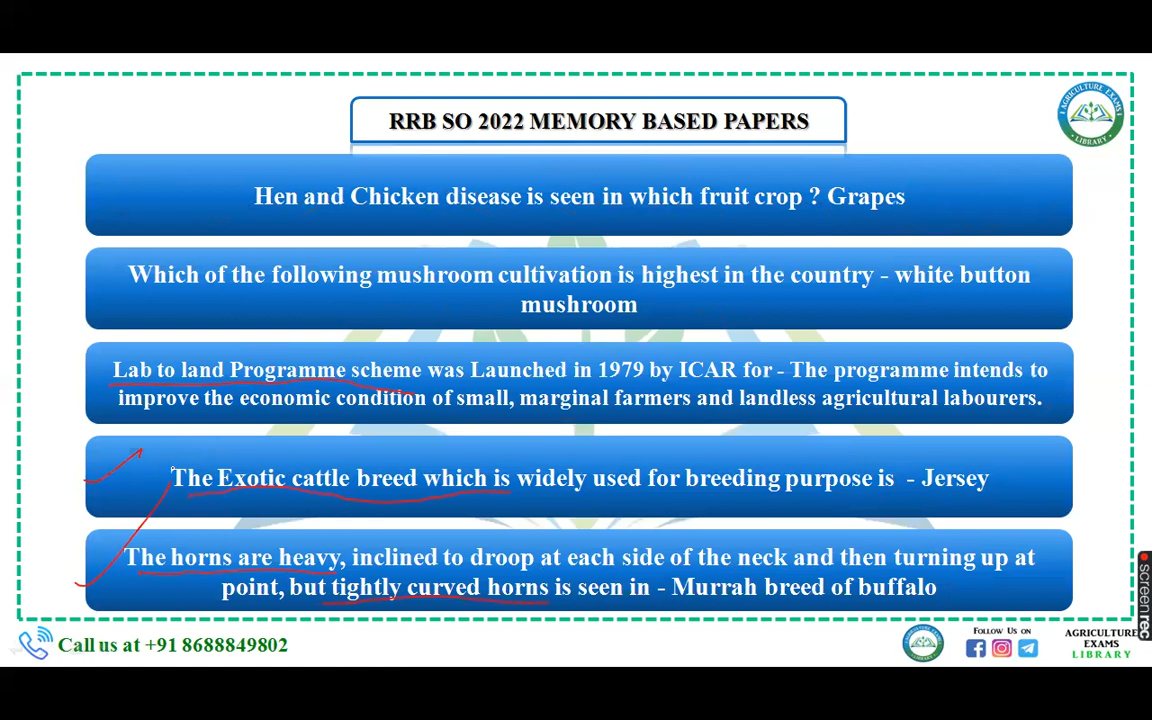 RRB SO 2022 MEMORY BASED PAPERS
AGRICULTURE EXAMS
LIBRARY
Hen and Chicken disease is seen in which fruit crop ? Grapes
Which of the following mushroom cultivation is highest in the country - white button
mushroom
Lab to land Programme scheme was Launched in 1979 by ICAR for - The programme intends to
improve the economic condition of small, marginal farmers and landless agricultural labourers.
The Exotic cattle breed which is widely used for breeding purpose is - Jersey
The horns are heavy, inclined to droop at each side of the neck and then turning up at
point, but tightly curved horns is seen in - Murrah breed of buffalo
Call us at +91 8688849802
FOLLOW US ON
AGRICULTURE
EXAMS
LIBRARY
screenrec